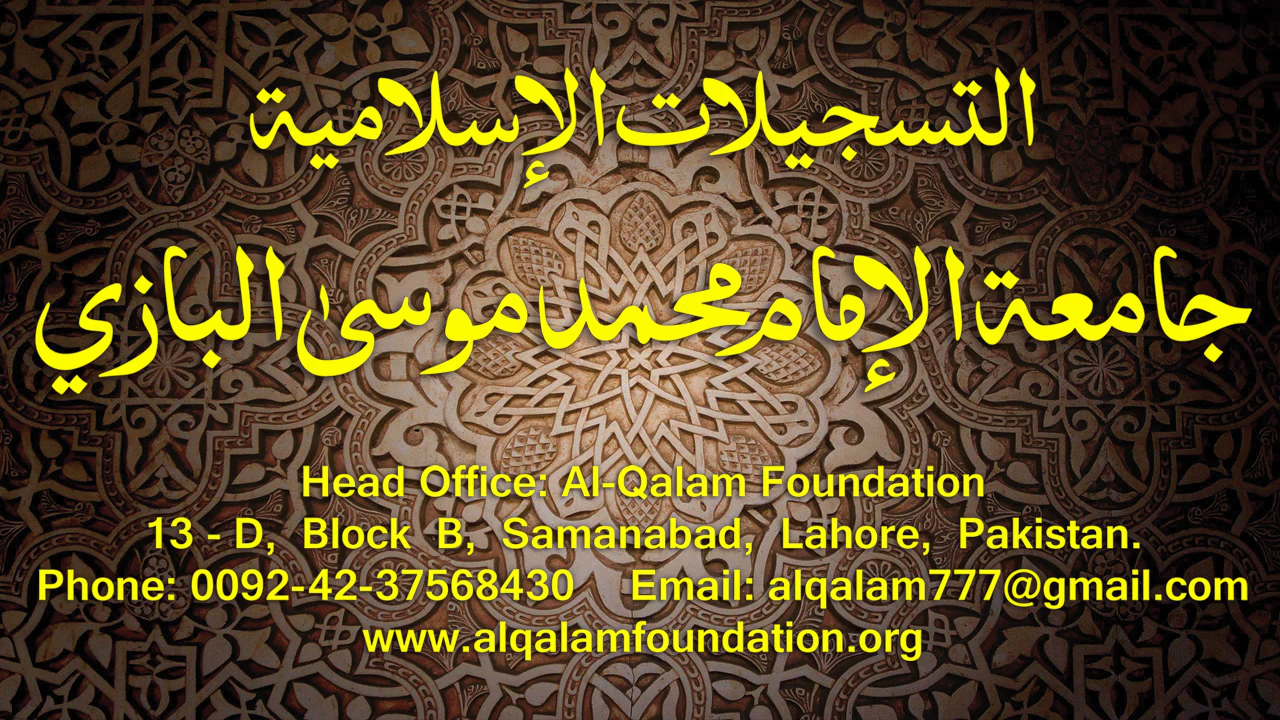 التسجيلات الإسلامية
جامعة الإمام محمد موسى البازي
Head Office: Al-Qalam Foundation
13 - D, Block B, Samanabad, Lahore, Pakistan.
Phone: 0092-42-37568430 Email: alqalam777@gmail.com
www.alqalamfoundation.org